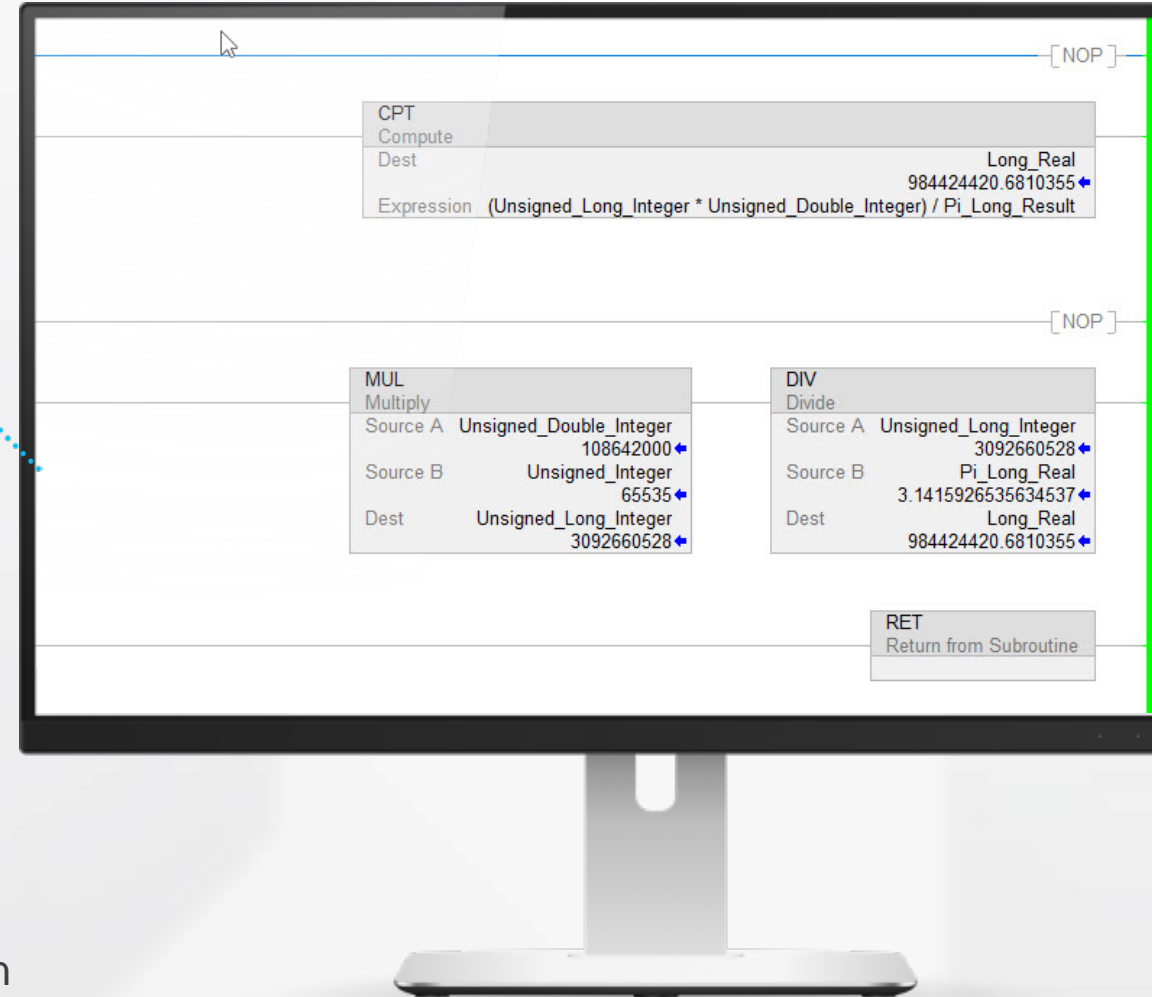 NOP
CPT
Compute
Dest Long_Real
984424420.6810355
Expression (Unsigned_Long_Integer * Unsigned_Double_Integer) / Pi_Long_Result
NOP
MUL
Multiply
Source A Unsigned_Double_Integer
108642000
Source B Unsigned_Integer
65535
Dest Unsigned_Long_Integer
3092660528
DIV
Divide
Source A Unsigned_Long_Integer
3092660528
Source B Pi_Long_Real
3.1415926535634537
Dest Long_Real
984424420.6810355
RET
Return from Subroutine
n